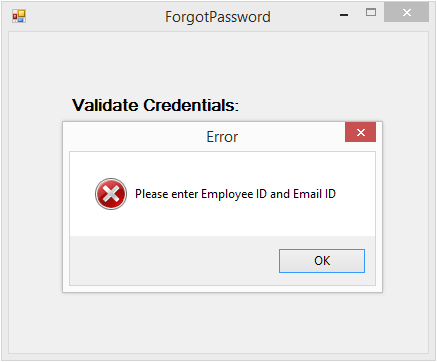 ForgotPassword
Validate Credentials:
Error
Please enter Employee ID and Email ID
OK